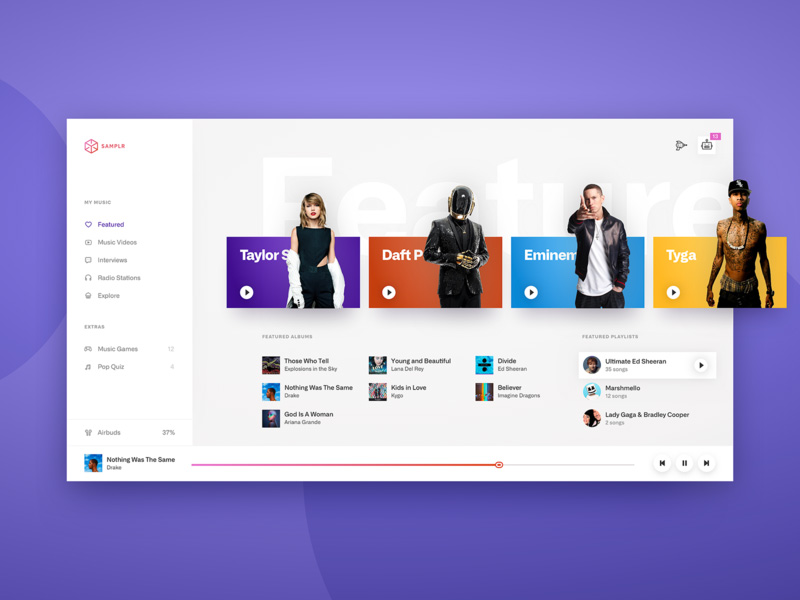 SAMPLR
13
MY MUSIC
Featured
Music Videos
Interviews
Radio Stations
Explore
EXTRAS
Music Games 12
Pop Quiz 4
Airbuds 37%
Feature
Taylor S
Daft P
Eminem
Tyga
FEATURED ALBUMS
Those Who Tell
Explosions in the Sky
Young and Beautiful
Lana Del Rey
Divide
Ed Sheeran
Nothing Was The Same
Drake
Kids in Love
Kygo
Believer
Imagine Dragons
God Is A Woman
Ariana Grande
FEATURED PLAYLISTS
Ultimate Ed Sheeran
35 songs
Marshmello
12 songs
Lady Gaga & Bradley Cooper
2 songs
Nothing Was The Same
Drake